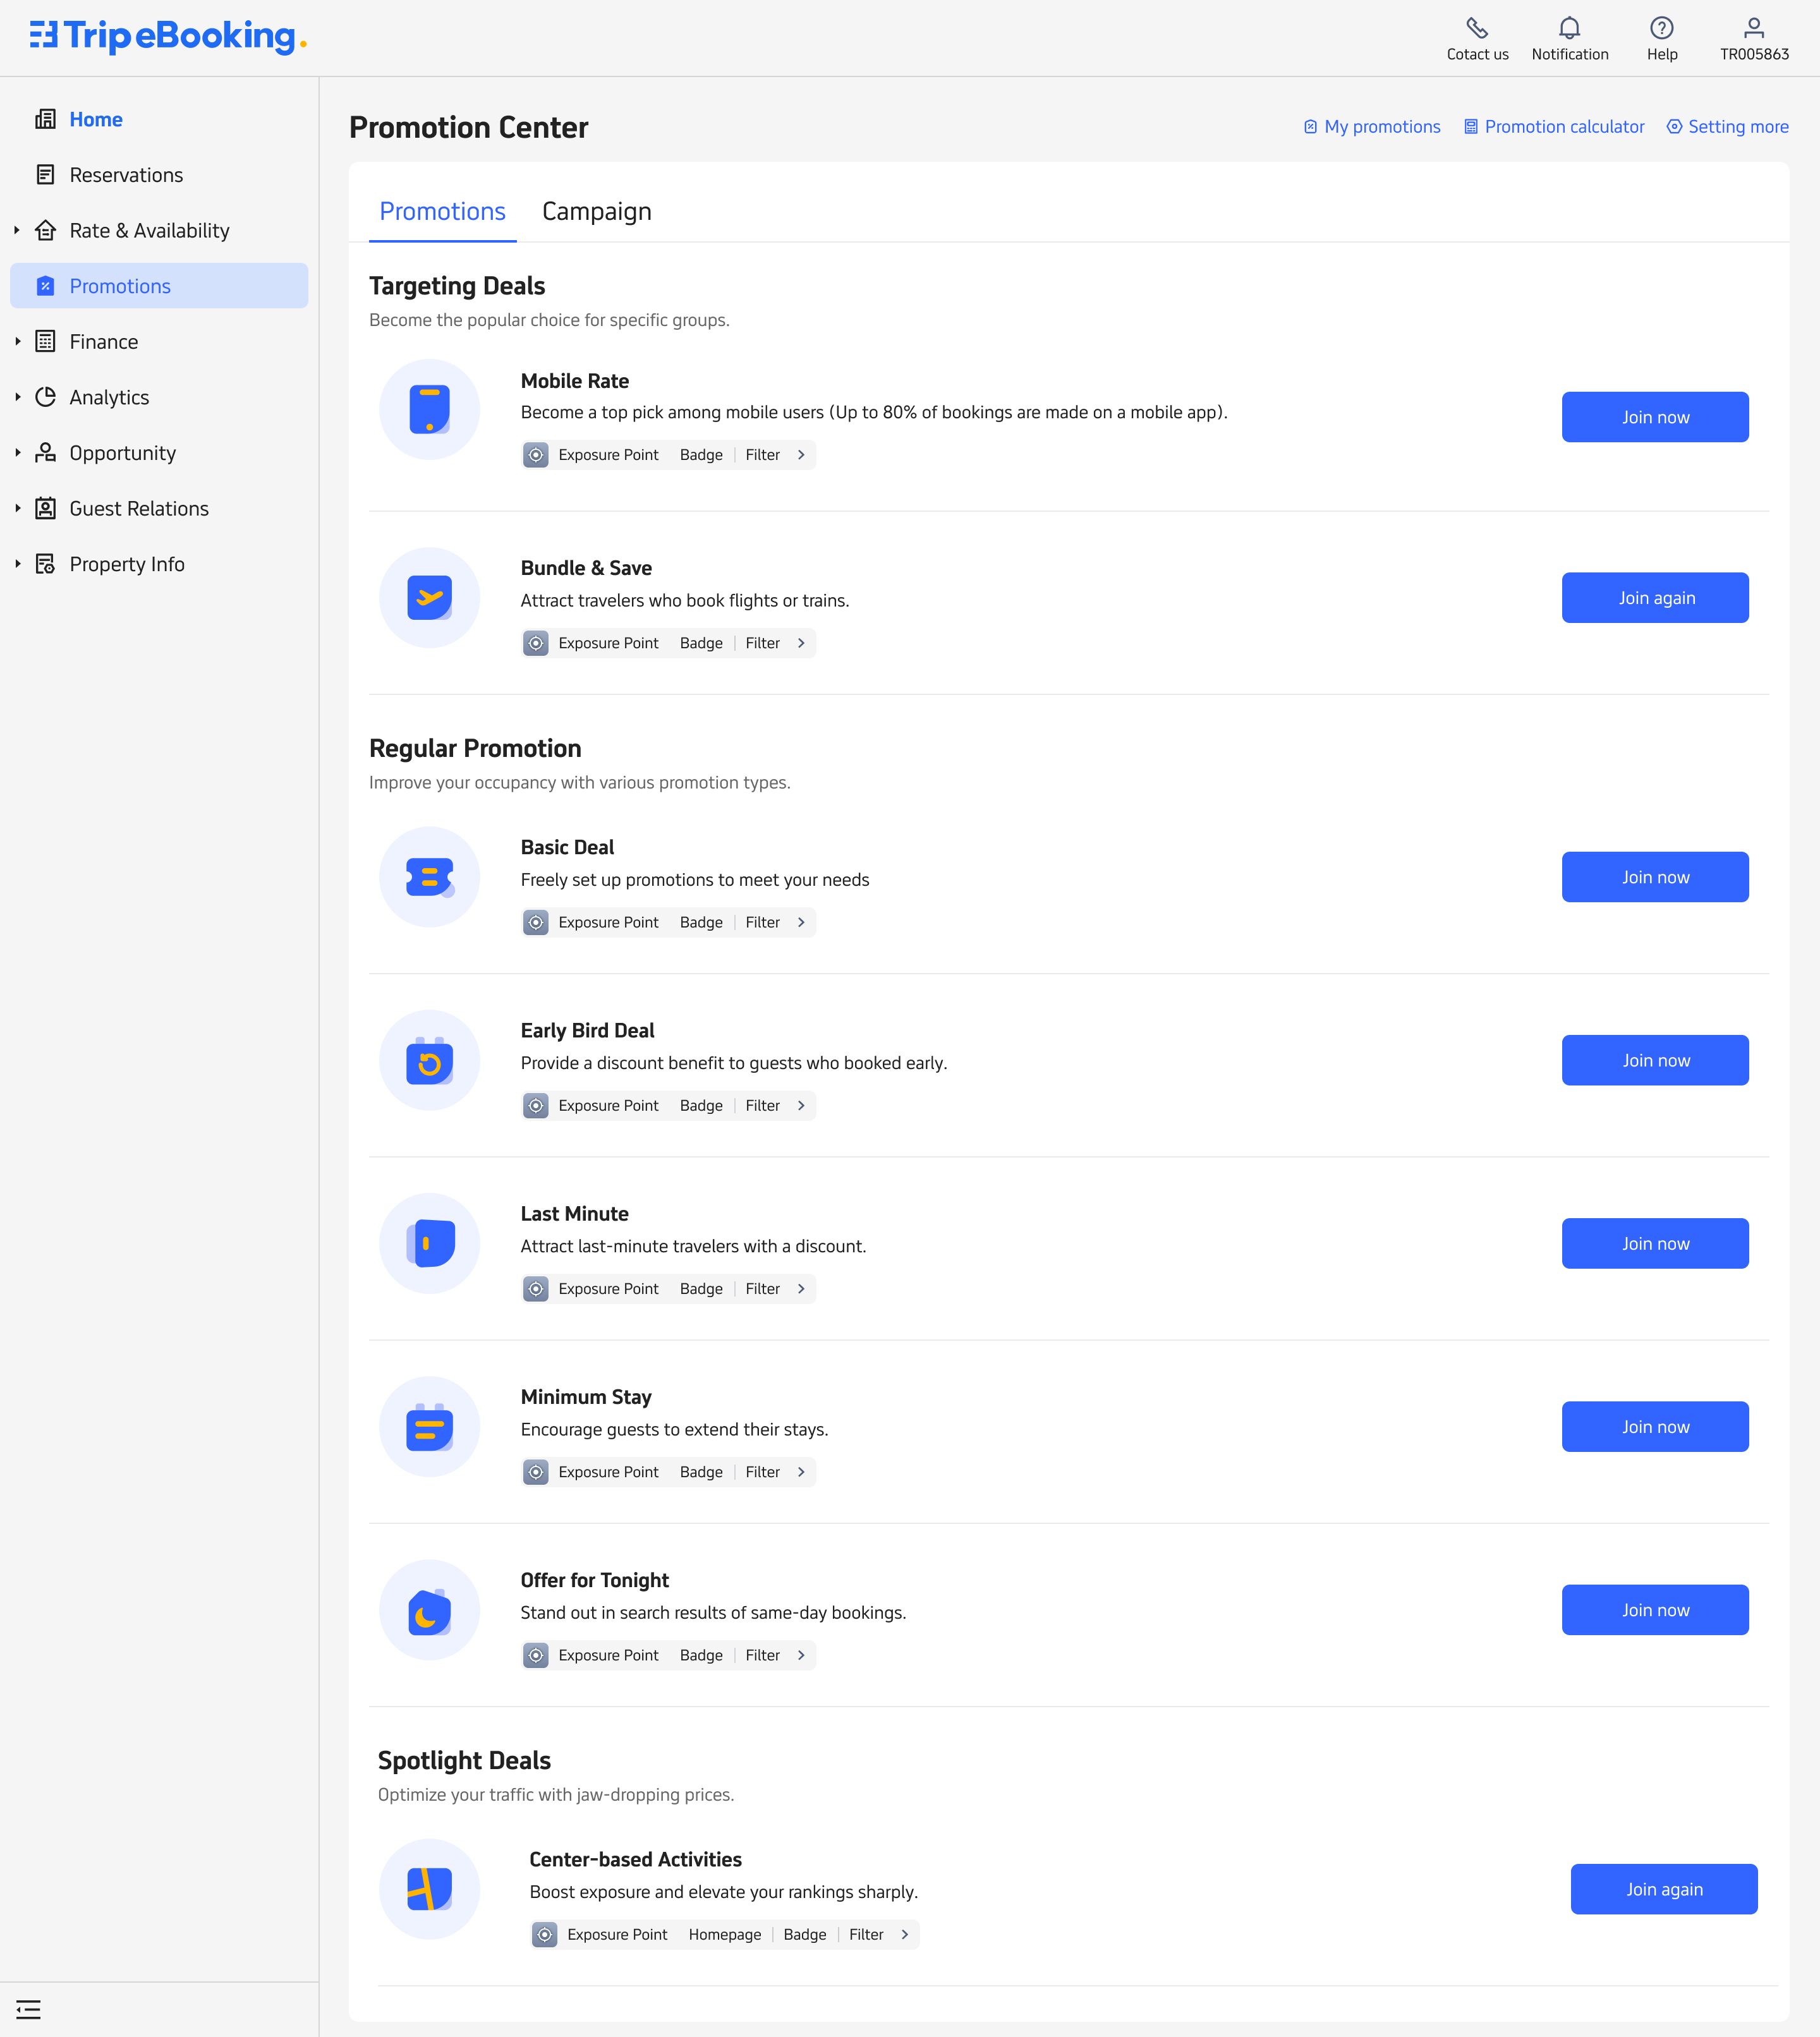 Trip eBooking.
Cotact us
Notification
Help
TR005863
Home
Reservations
Rate & Availability
Promotions
Finance
Analytics
Opportunity
Guest Relations
Property Info
Promotion Center
My promotions
Promotion calculator
Setting more
Promotions
Campaign
Targeting Deals
Become the popular choice for specific groups.
Mobile Rate
Become a top pick among mobile users (Up to 80% of bookings are made on a mobile app).
Exposure Point Badge Filter
Join now
Bundle & Save
Attract travelers who book flights or trains.
Exposure Point Badge Filter
Join again
Regular Promotion
Improve your occupancy with various promotion types.
Basic Deal
Freely set up promotions to meet your needs
Exposure Point Badge Filter
Join now
Early Bird Deal
Provide a discount benefit to guests who booked early.
Exposure Point Badge Filter
Join now
Last Minute
Attract last-minute travelers with a discount.
Exposure Point Badge Filter
Join now
Minimum Stay
Encourage guests to extend their stays.
Exposure Point Badge Filter
Join now
Offer for Tonight
Stand out in search results of same-day bookings.
Exposure Point Badge Filter
Join now
Spotlight Deals
Optimize your traffic with jaw-dropping prices.
Center-based Activities
Boost exposure and elevate your rankings sharply.
Exposure Point Homepage Badge Filter
Join again